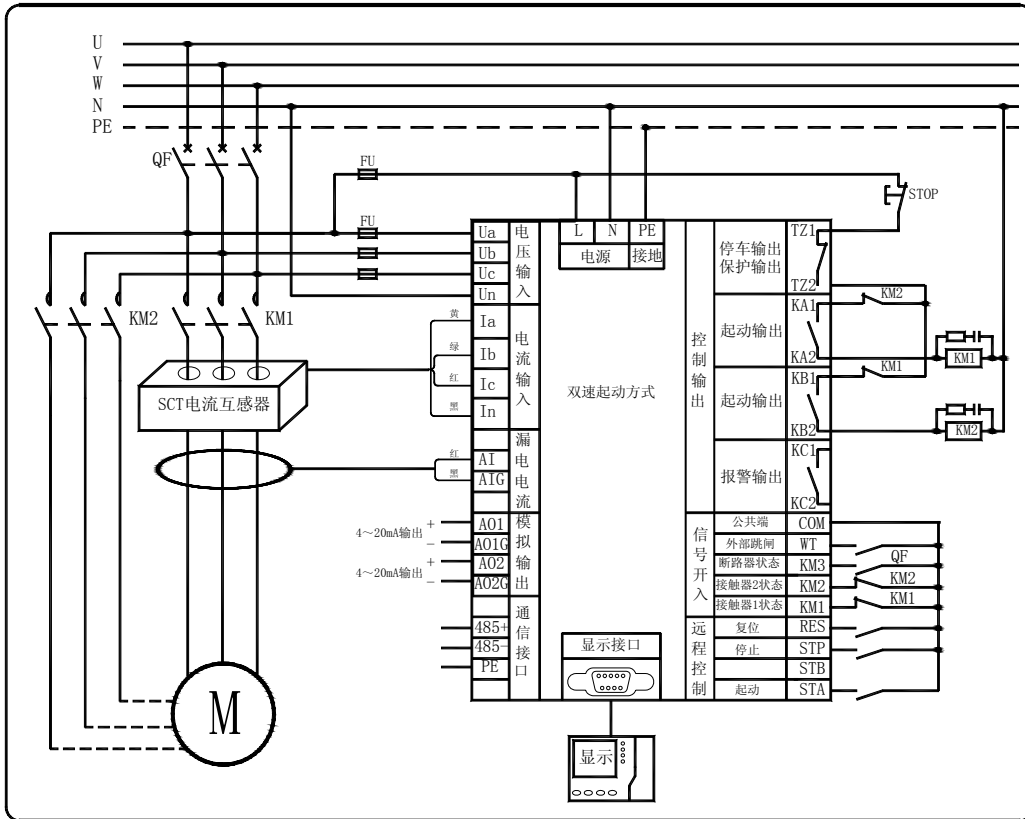 U
V
W
N
PE
QF
FU
FU
STOP
KM2
KM1
SCT电流互感器
黄
绿
红
黑
红
黑
4～20mA输出
+
−
4～20mA输出
+
−
M
Ua
Ub
Uc
Un
电压输入
Ia
Ib
Ic
In
电流输入
AI
AIG
漏电电流
AO1
AO1G
AO2
AO2G
模拟输出
485+
485-
PE
通信接口
L N PE
电源 接地
双速起动方式
显示接口
显示
控制输出
停车输出
保护输出
TZ1
TZ2
起动输出
KA1
KA2
起动输出
KB1
KB2
报警输出
KC1
KC2
信号开入
公共端 COM
外部跳闸 WT
断路器状态 KM3
接触器2状态 KM2
接触器1状态 KM1
远程控制
复位 RES
停止 STP
STB
起动 STA
KM2
KM1
KM1
KM2
QF
KM2
KM1